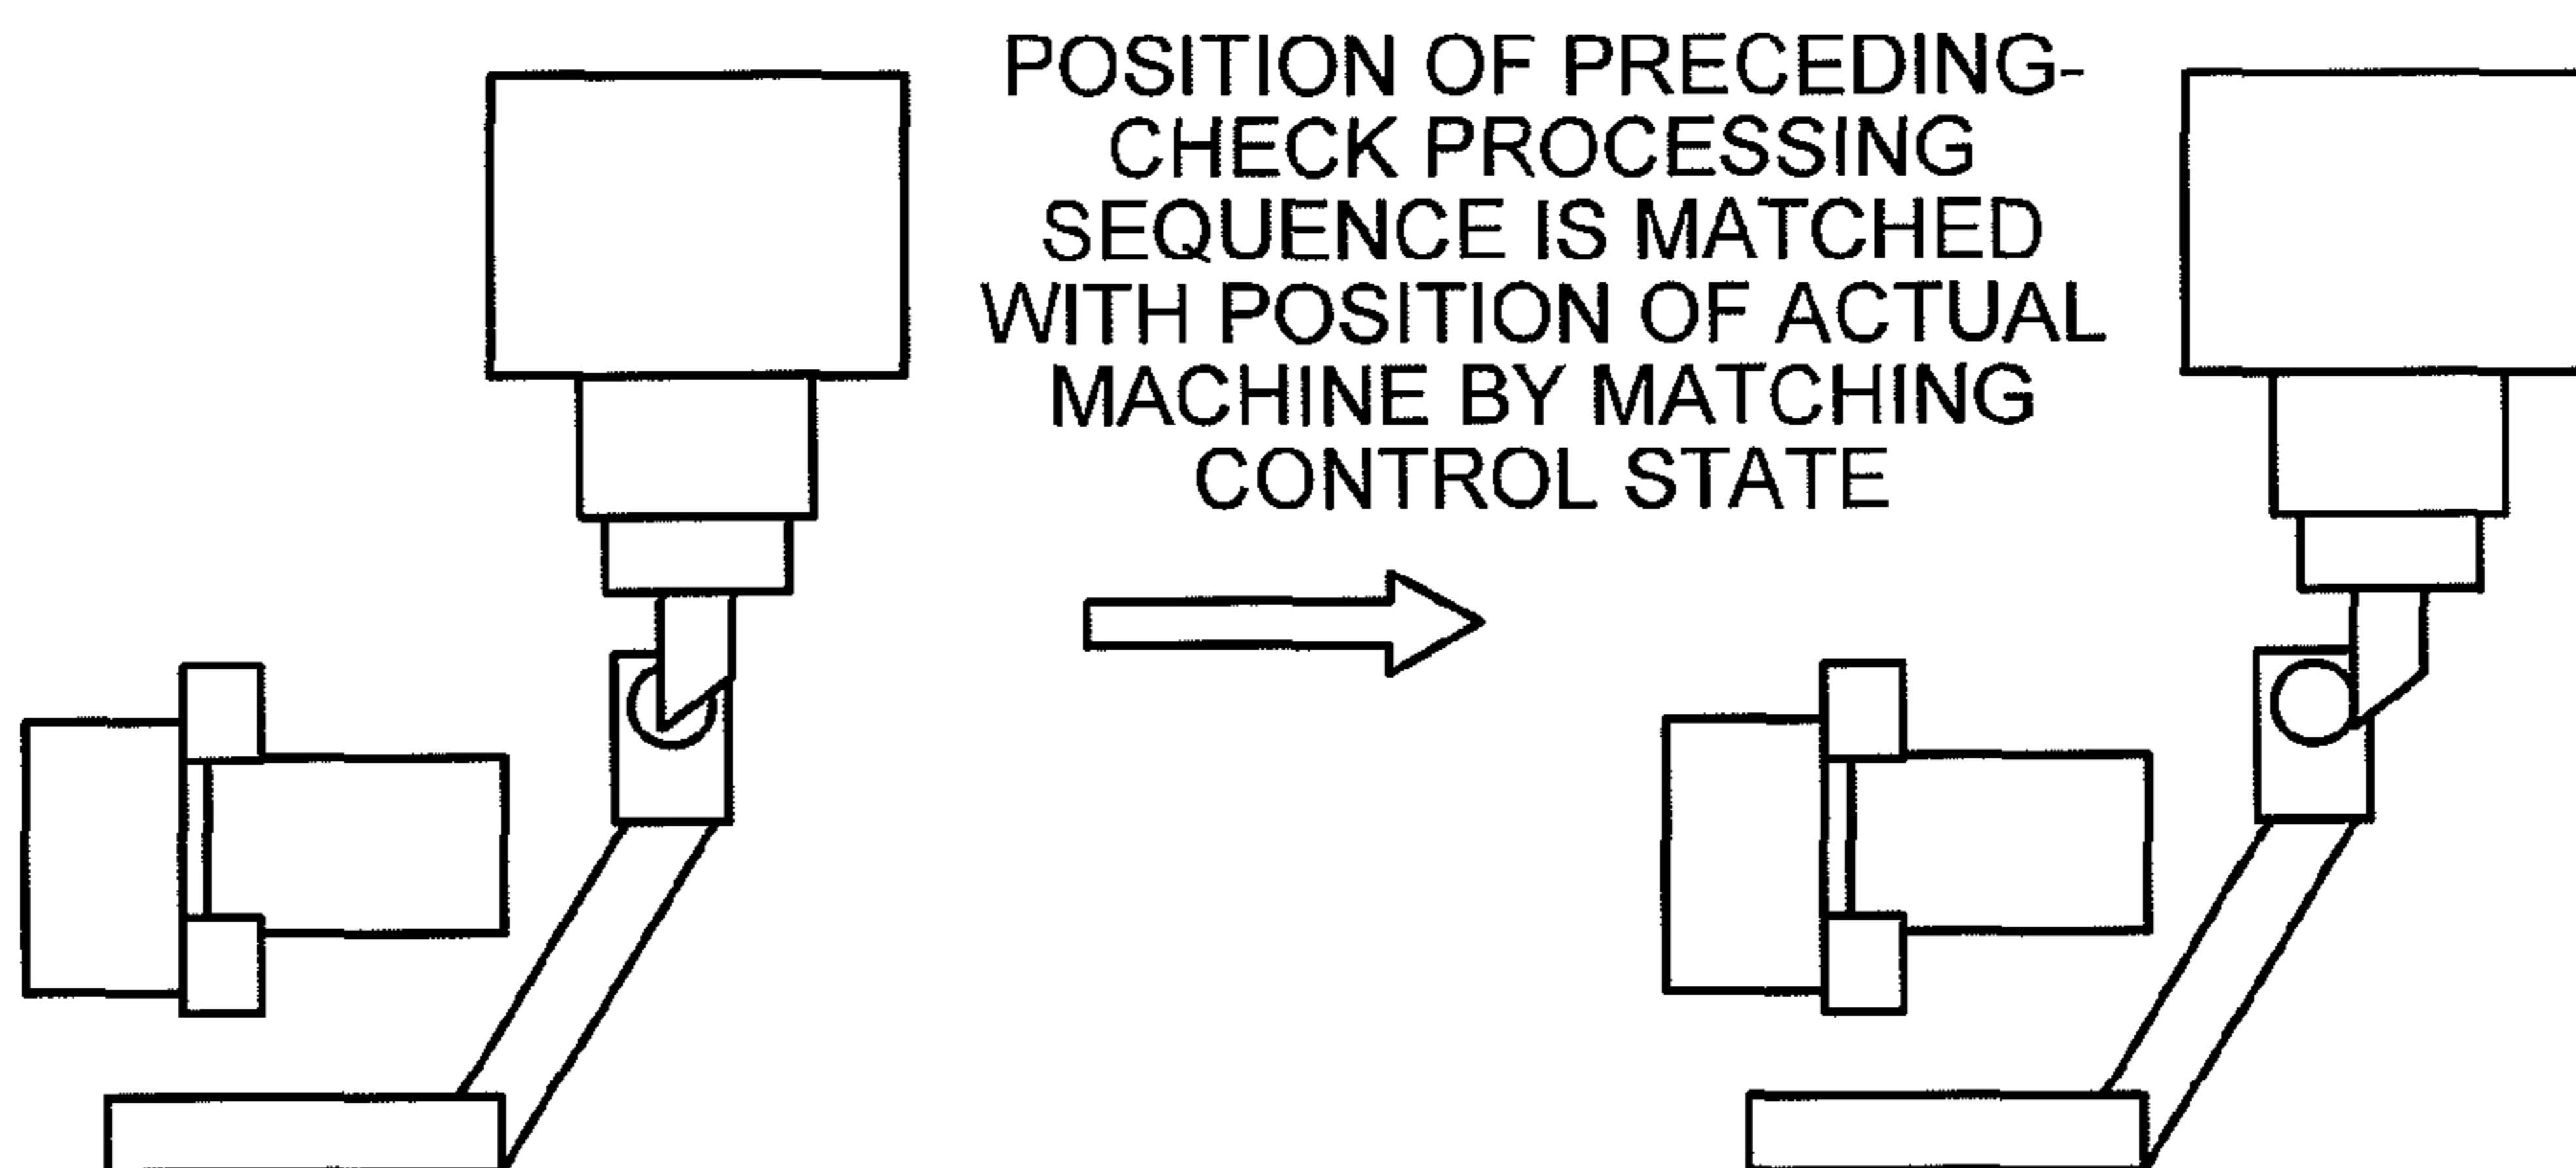 POSITION OF PRECEDING-
CHECK PROCESSING
SEQUENCE IS MATCHED
WITH POSITION OF ACTUAL
MACHINE BY MATCHING
CONTROL STATE